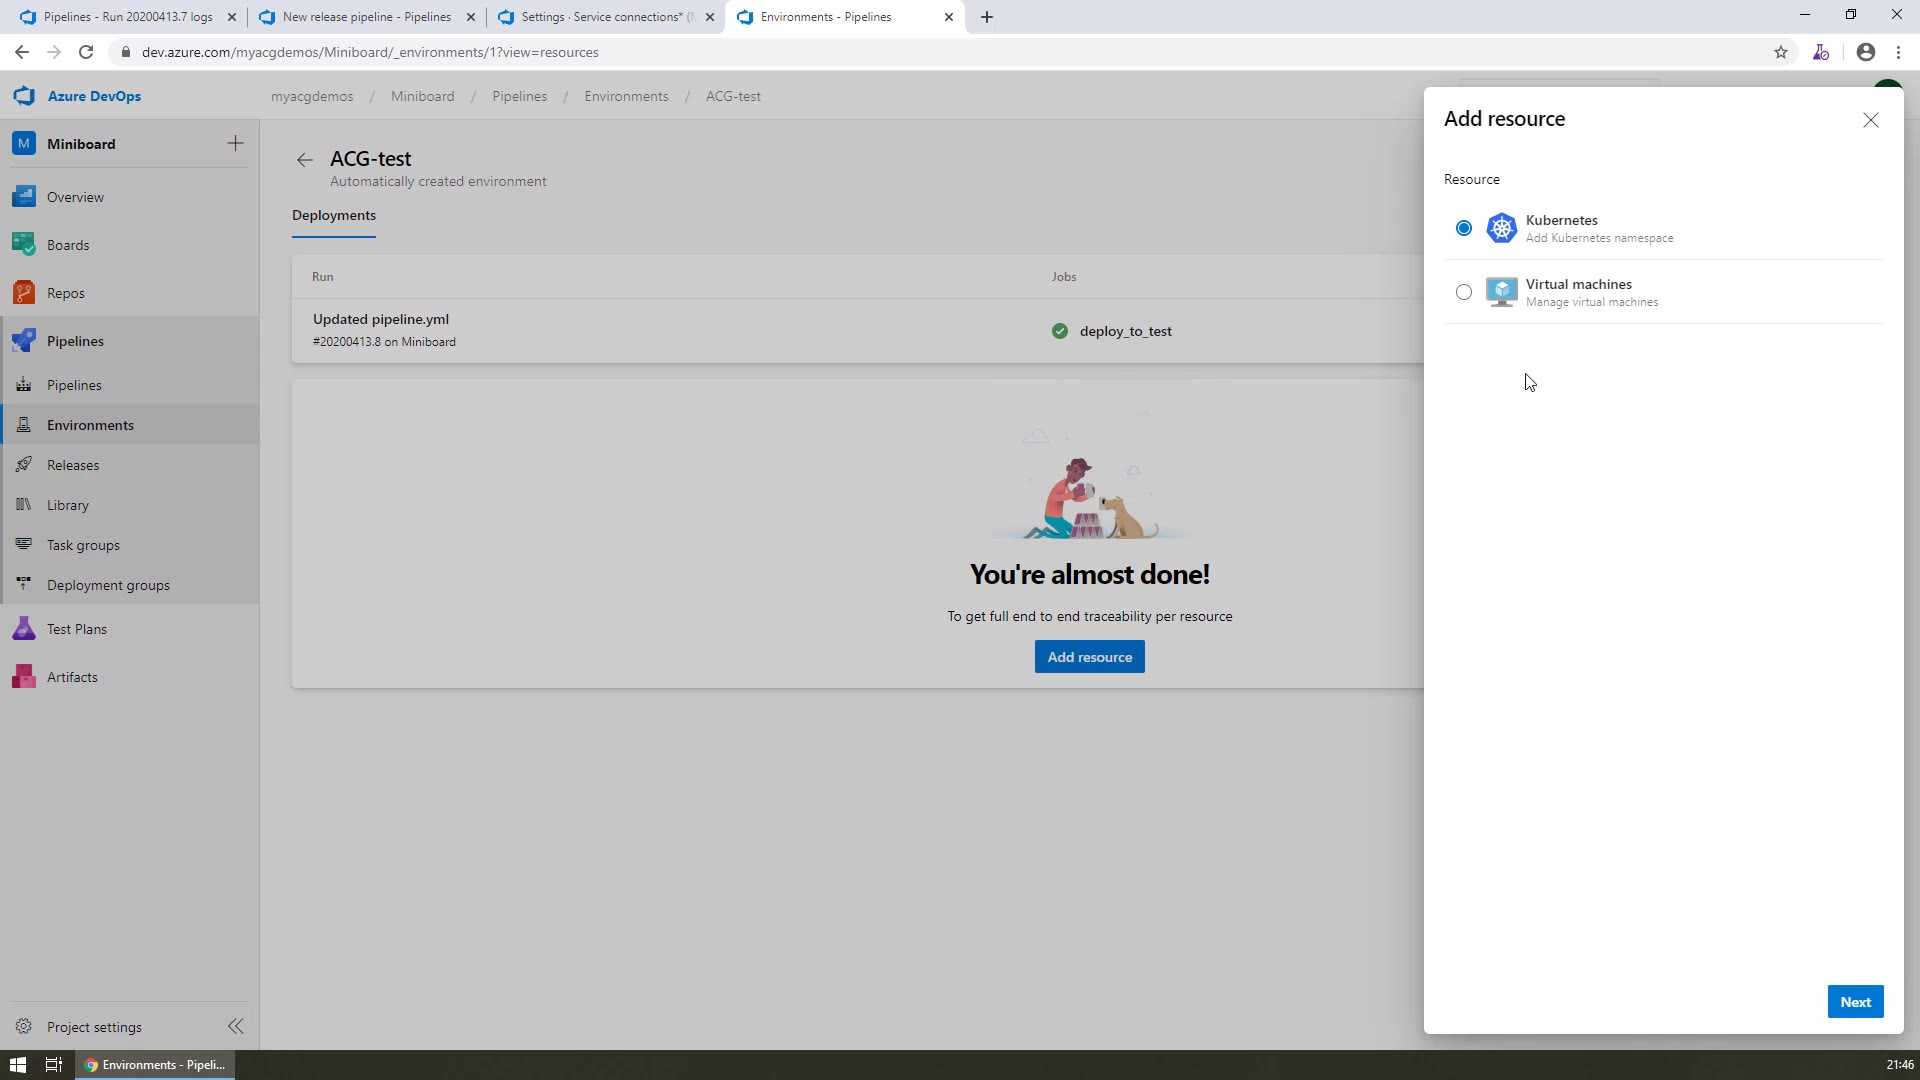 Pipelines - Run 20200413.7 logs
New release pipeline - Pipelines
Settings · Service connections* (
Environments - Pipelines
dev.azure.com/myacgdemos/Miniboard/_environments/1?view=resources
Azure DevOps
myacgdemos / Miniboard / Pipelines / Environments / ACG-test
M Miniboard
Overview
Boards
Repos
Pipelines
Pipelines
Environments
Releases
Library
Task groups
Deployment groups
Test Plans
Artifacts
Project settings
ACG-test
Automatically created environment
Deployments
Run Jobs
Updated pipeline.yml
#20200413.8 on Miniboard
deploy_to_test
You're almost done!
To get full end to end traceability per resource
Add resource
Add resource
Resource
Kubernetes
Add Kubernetes namespace
Virtual machines
Manage virtual machines
Next
Environments - Pipeli...
21:46